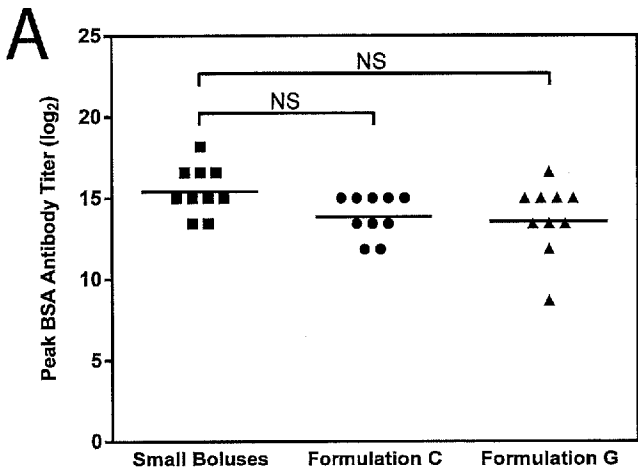 A
25
NS
20
NS
15
10
5
0
Peak BSA Antibody Titer (log₂)
Small Boluses
Formulation C
Formulation G